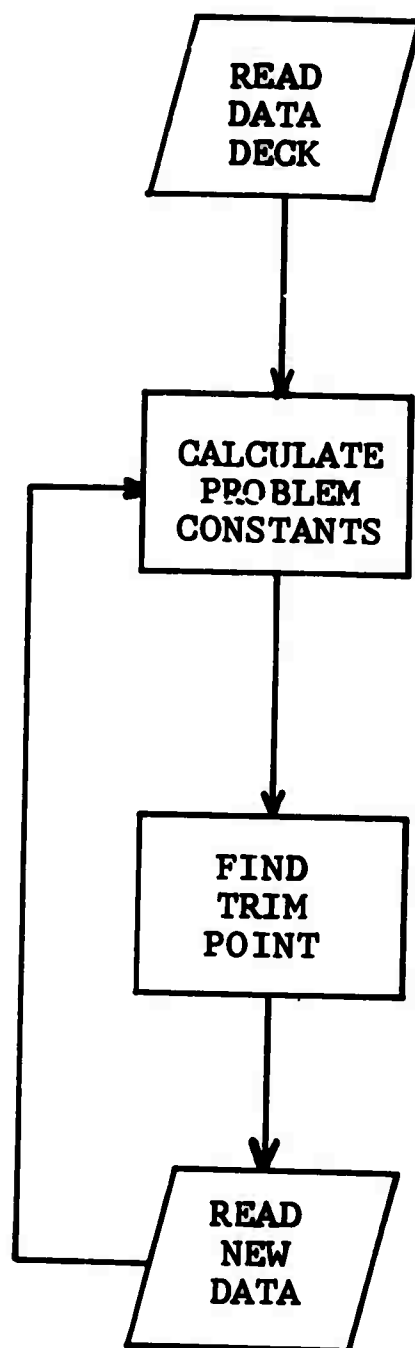 READ
DATA
DECK
CALCULATE
PROBLEM
CONSTANTS
FIND
TRIM
POINT
READ
NEW
DATA